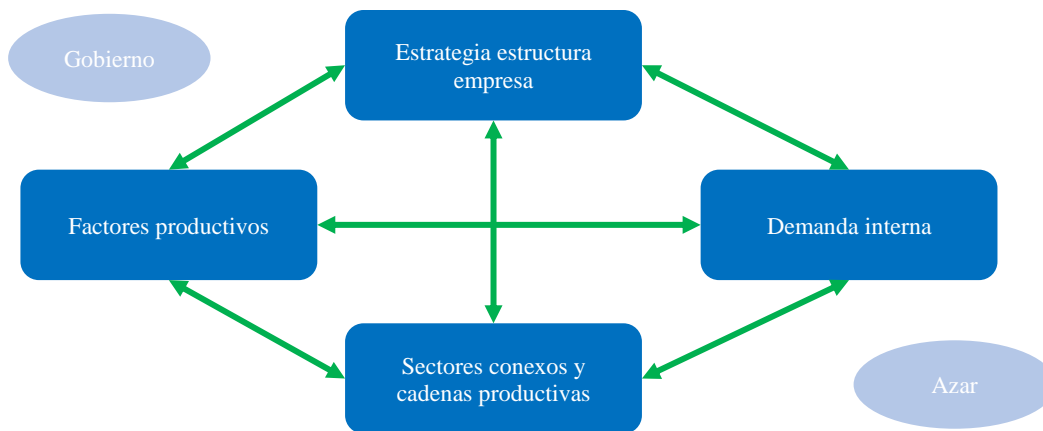 Gobierno
Estrategia estructura
empresa
Factores productivos
Demanda interna
Sectores conexos y
cadenas productivas
Azar